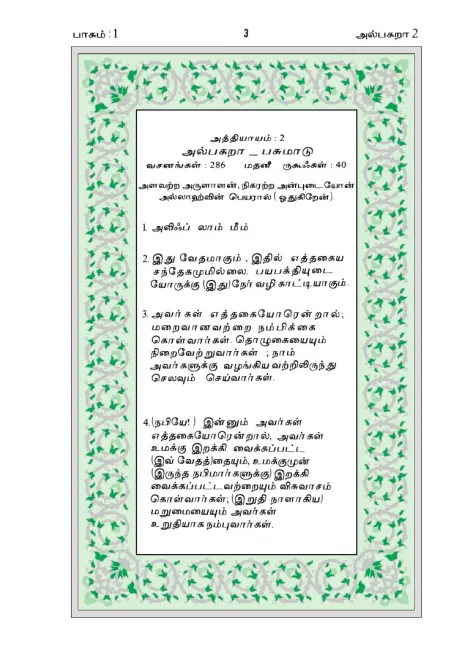 பாகம் : 1 3 அல்பகறா 2
அத்தியாயம் : 2
அல்பகறா _ பசுமாடு
வசனங்கள் : 286 மதனீ ருகூஃகள் : 40
அளவற்ற அருளாளன், நிகரற்ற அன்புடையோன்
அல்லாஹ்வின் பெயரால் ( ஓதுகிறேன்).
1. அலிஃப் லாம் மீம்
2. இது வேதமாகும் , இதில் எத்தகைய
சந்தேகமுமில்லை. பயபக்தியுடை
யோருக்கு (இது)நேர் வழி காட்டியாகும்.
3. அவர்கள் எத்தகையோரென்றால்;
மறைவானவற்றை நம்பிக்கை
கொள்வார்கள். தொழுகையையும்
நிறைவேற்றுவார்கள் ; நாம்
அவர்களுக்கு வழங்கியவற்றிலிருந்து
செலவும் செய்வார்கள்.
4.(நபியே! ) இன்னும் அவர்கள்
எத்தகையோரென்றால், அவர்கள்
உமக்கு இறக்கி வைக்கப்பட்ட
(இவ் வேதத்)தையும், உமக்குமுன்
(இருந்த நபிமார்களுக்கு) இறக்கி
வைக்கப்பட்டவற்றையும் விசுவாசம்
கொள்வார்கள்; (இறுதி நாளாகிய)
மறுமையையும் அவர்கள்
உறுதியாகநம்புவார்கள்.